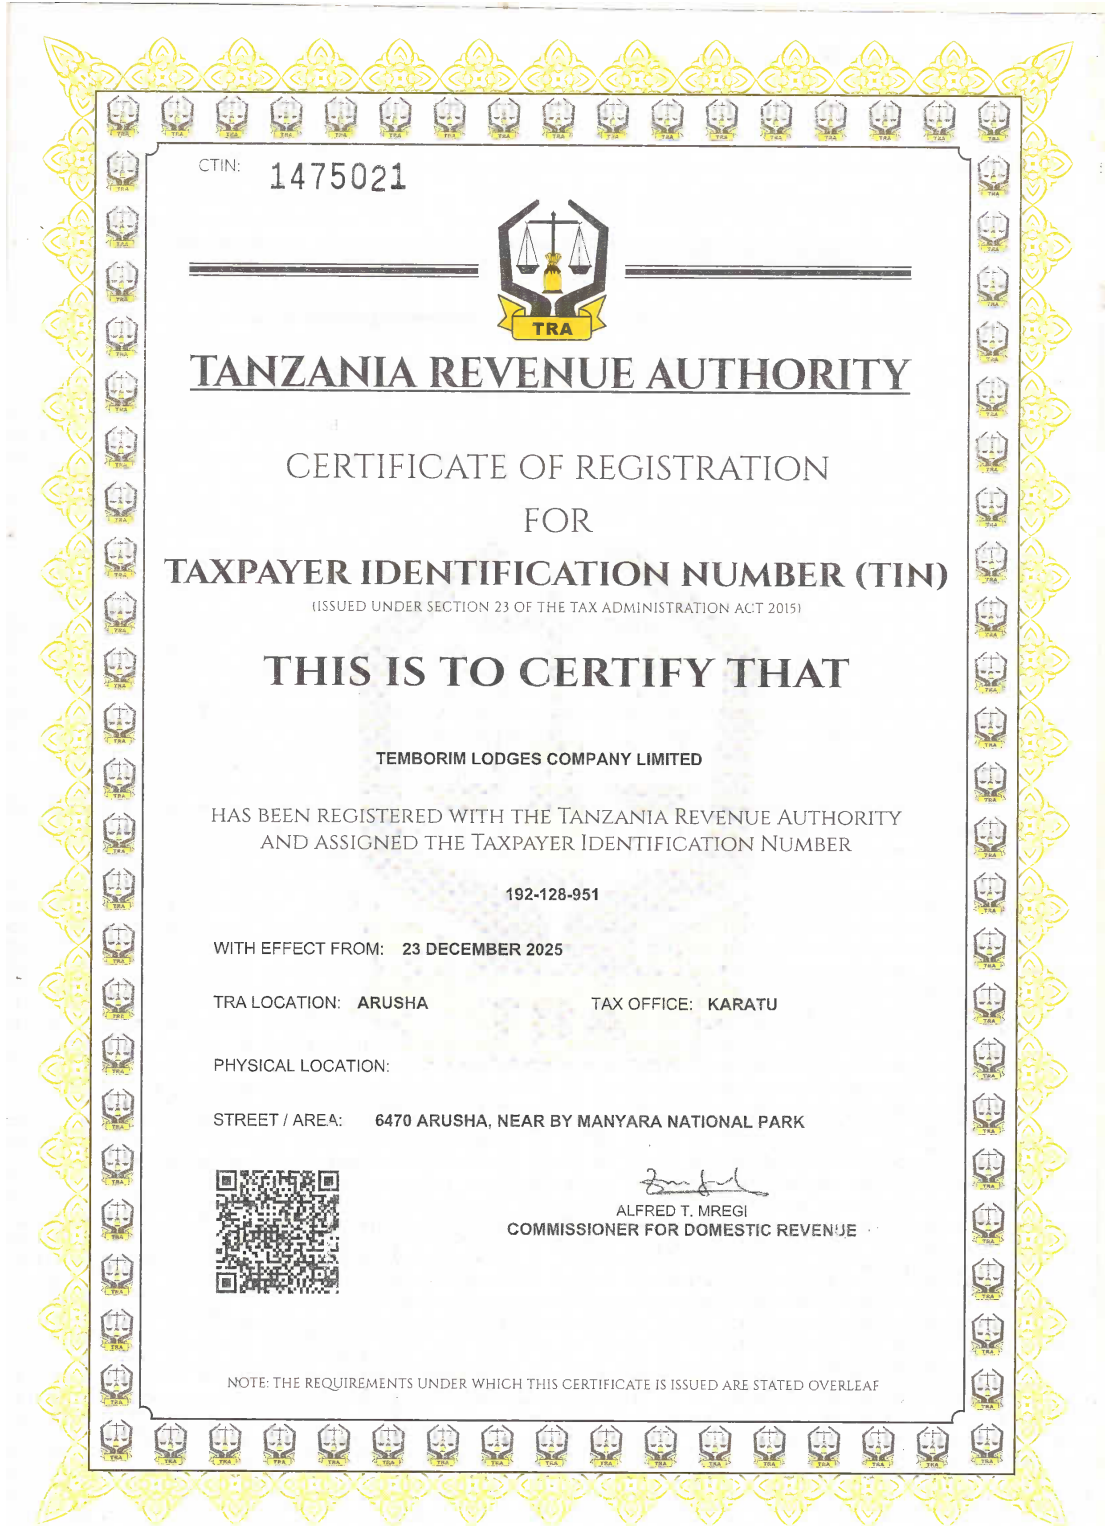 CTIN: 1475021
TRA
TANZANIA REVENUE AUTHORITY
CERTIFICATE OF REGISTRATION
FOR
TAXPAYER IDENTIFICATION NUMBER (TIN)
(ISSUED UNDER SECTION 23 OF THE TAX ADMINISTRATION ACT 2015)
THIS IS TO CERTIFY THAT
TEMBORIM LODGES COMPANY LIMITED
HAS BEEN REGISTERED WITH THE TANZANIA REVENUE AUTHORITY
AND ASSIGNED THE TAXPAYER IDENTIFICATION NUMBER
192-128-951
WITH EFFECT FROM: 23 DECEMBER 2025
TRA LOCATION: ARUSHA TAX OFFICE: KARATU
PHYSICAL LOCATION:
STREET / AREA: 6470 ARUSHA, NEAR BY MANYARA NATIONAL PARK
ALFRED T. MREGI
COMMISSIONER FOR DOMESTIC REVENUE
NOTE: THE REQUIREMENTS UNDER WHICH THIS CERTIFICATE IS ISSUED ARE STATED OVERLEAF